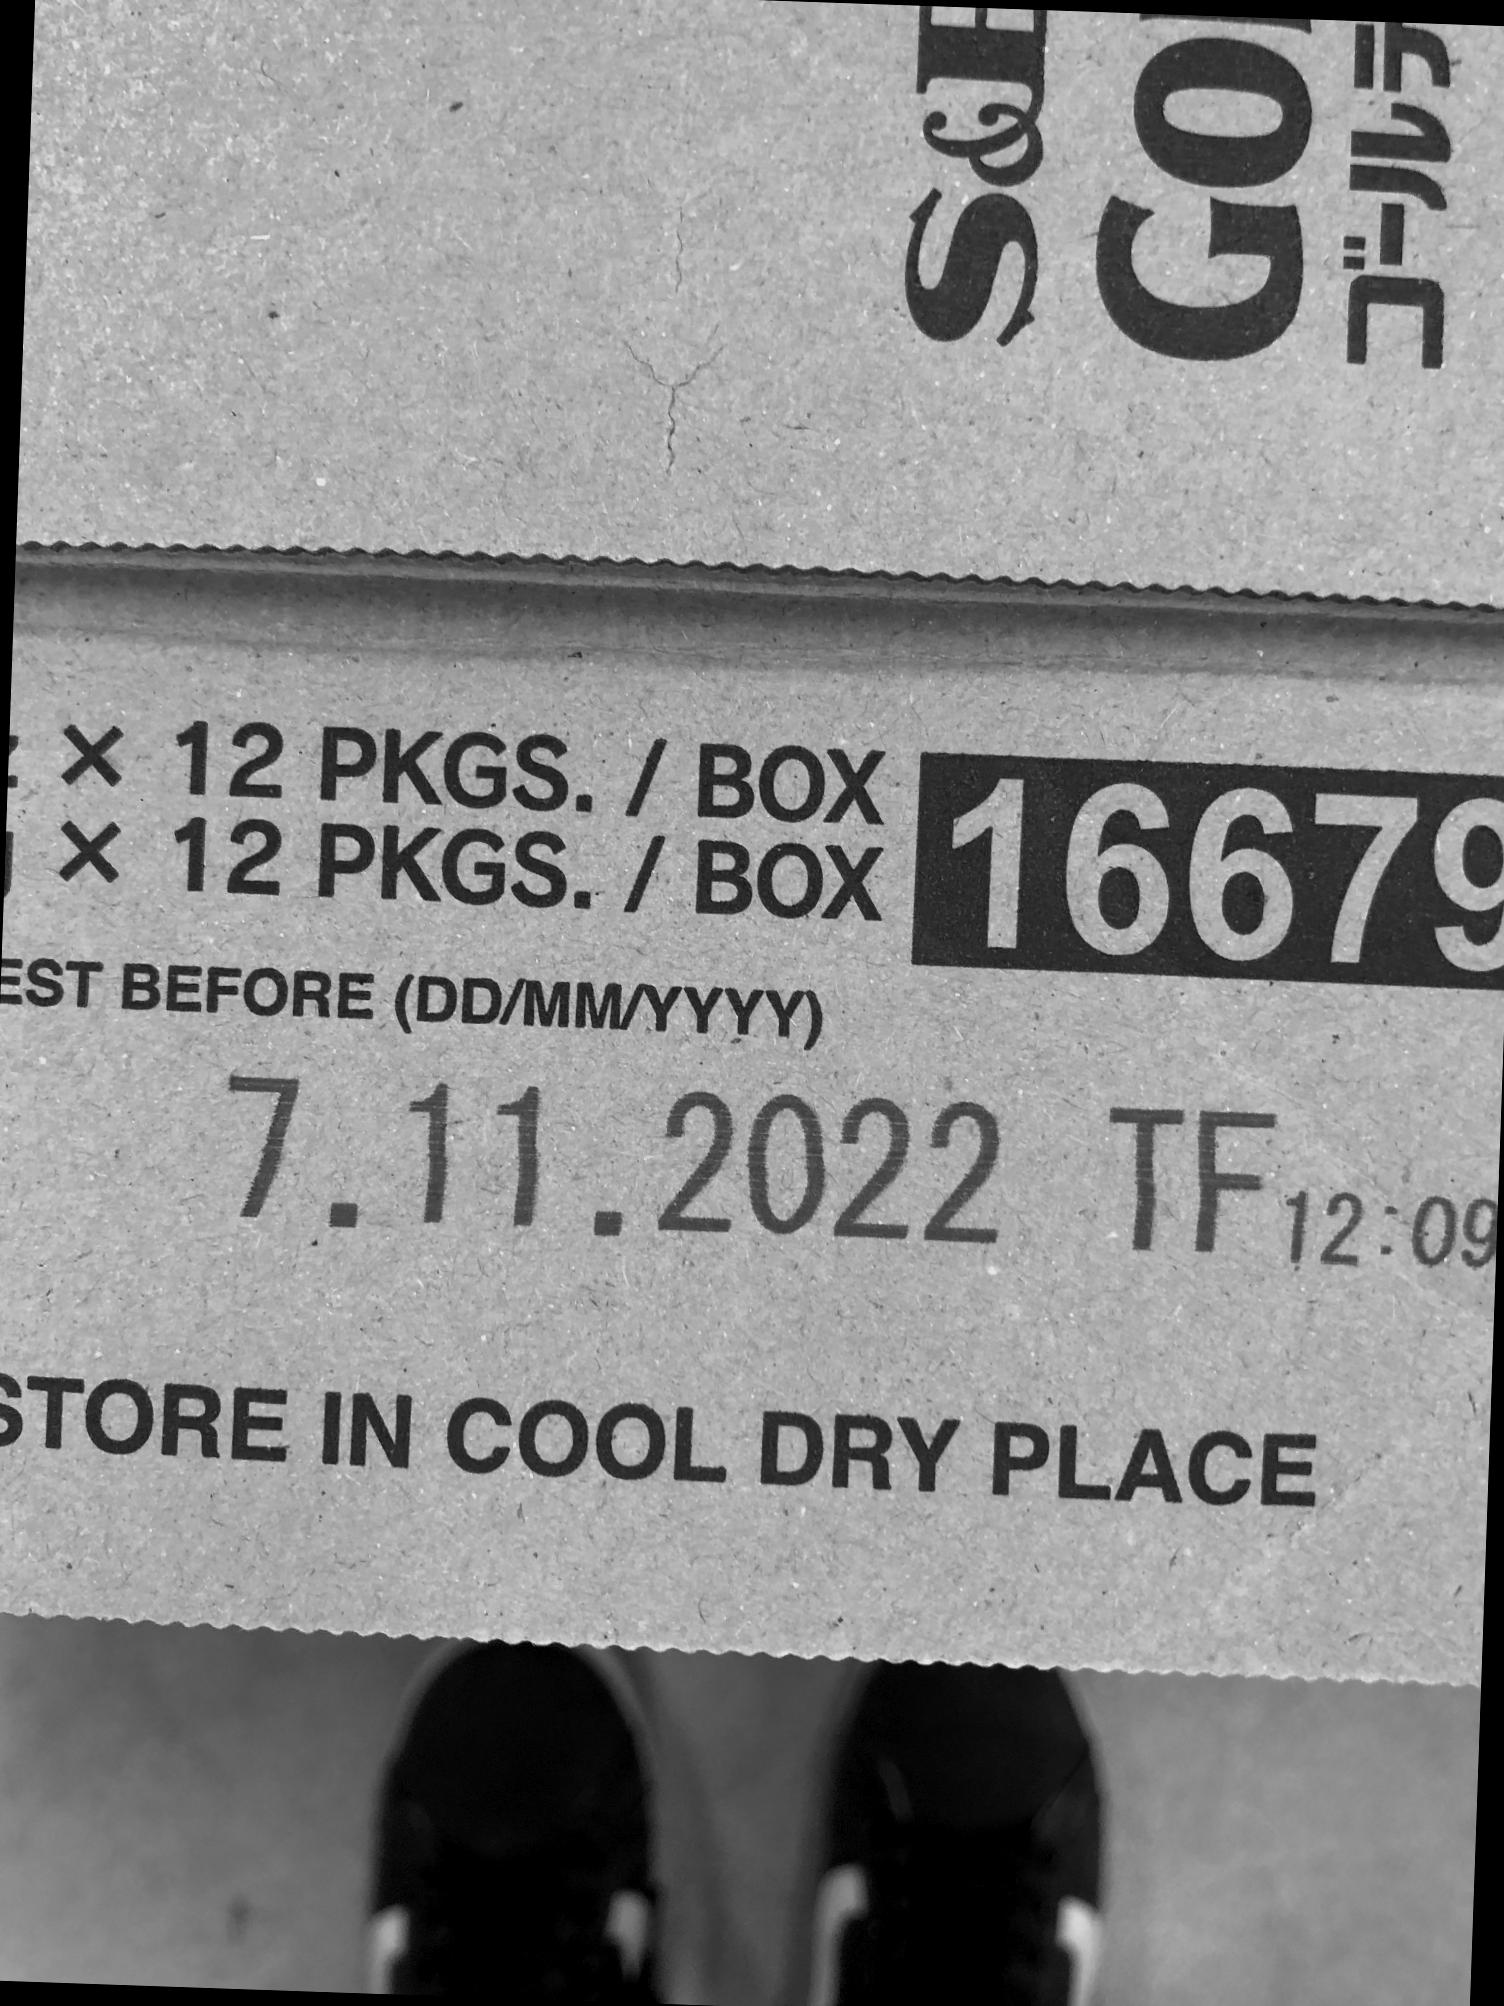 S&B
GOL
ゴールデ
× 12 PKGS. / BOX
× 12 PKGS. / BOX
16679
EST BEFORE (DD/MM/YYYY)
7.11.2022 TF 12:09
STORE IN COOL DRY PLACE